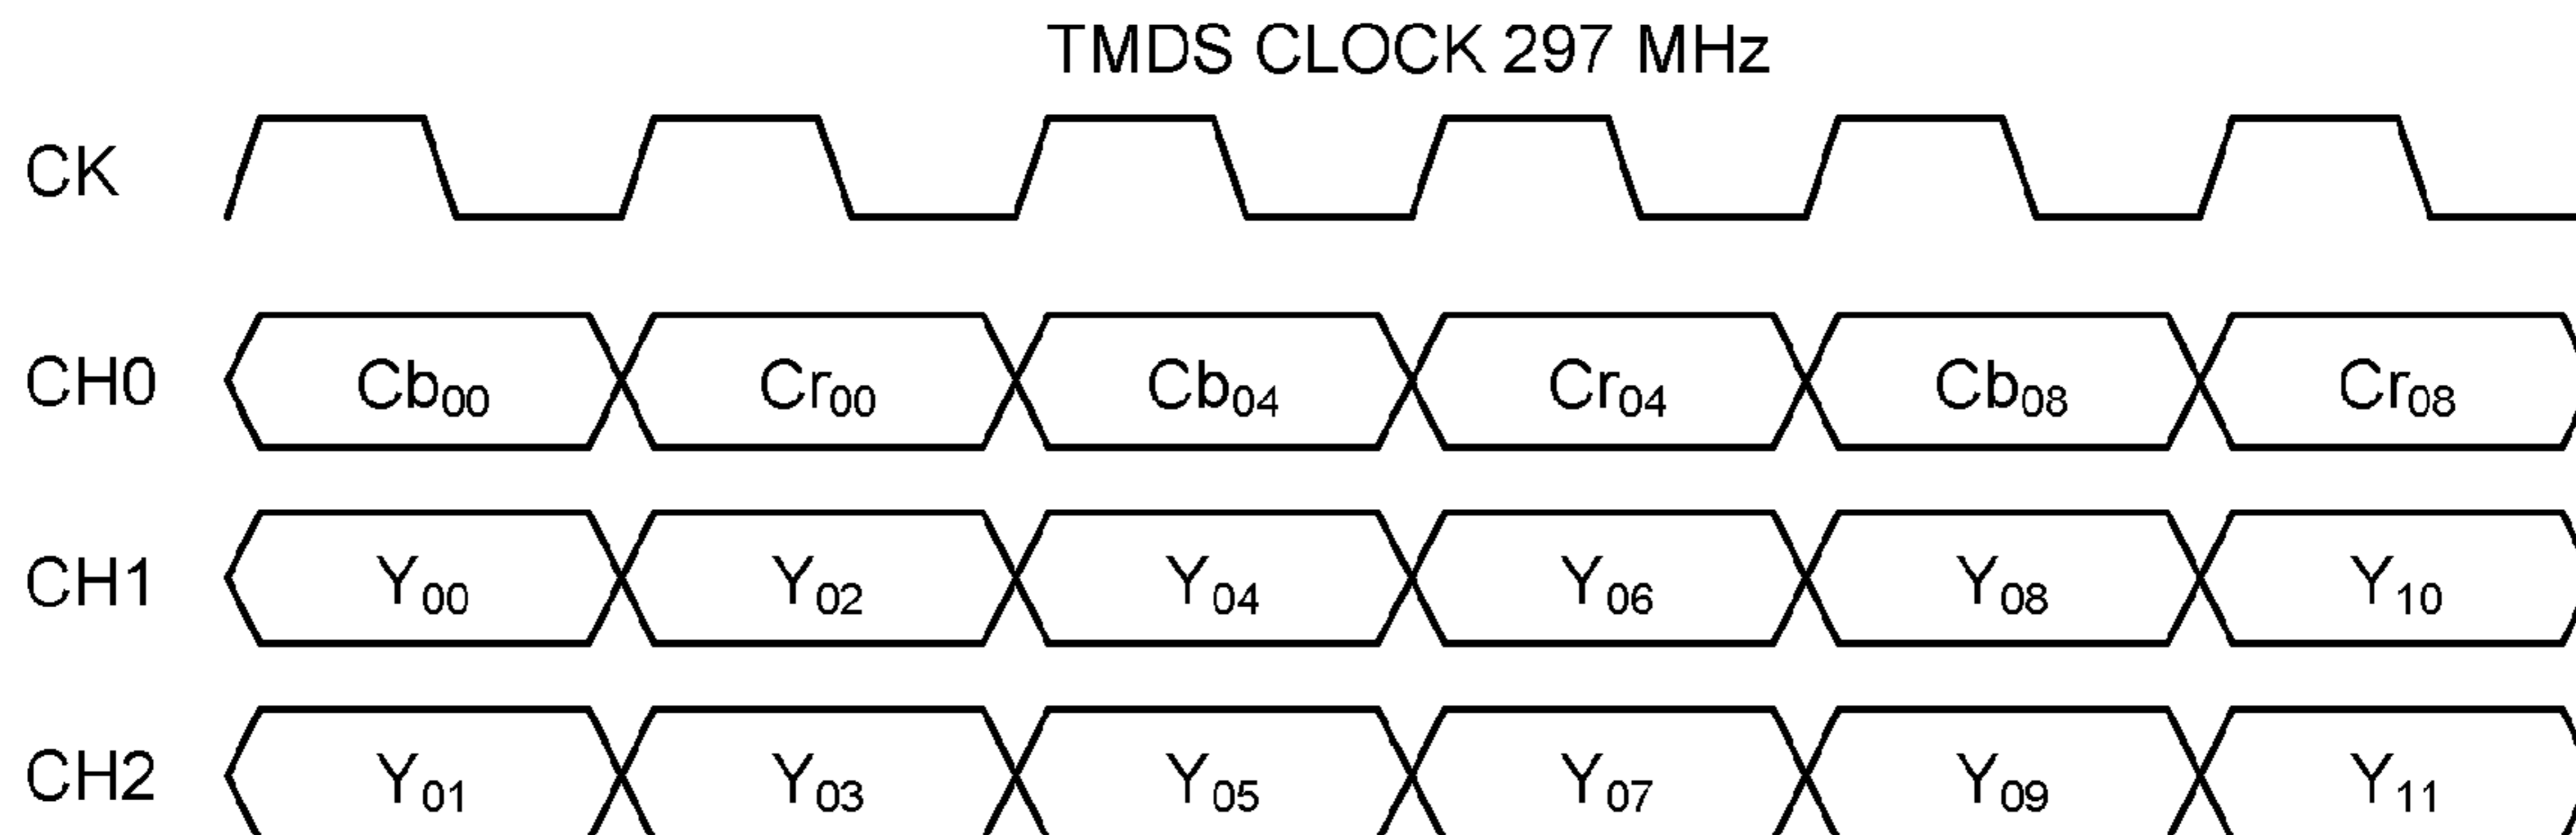 TMDS CLOCK 297 MHz
CK
CH0 Cb00 Cr00 Cb04 Cr04 Cb08 Cr08
CH1 Y00 Y02 Y04 Y06 Y08 Y10
CH2 Y01 Y03 Y05 Y07 Y09 Y11